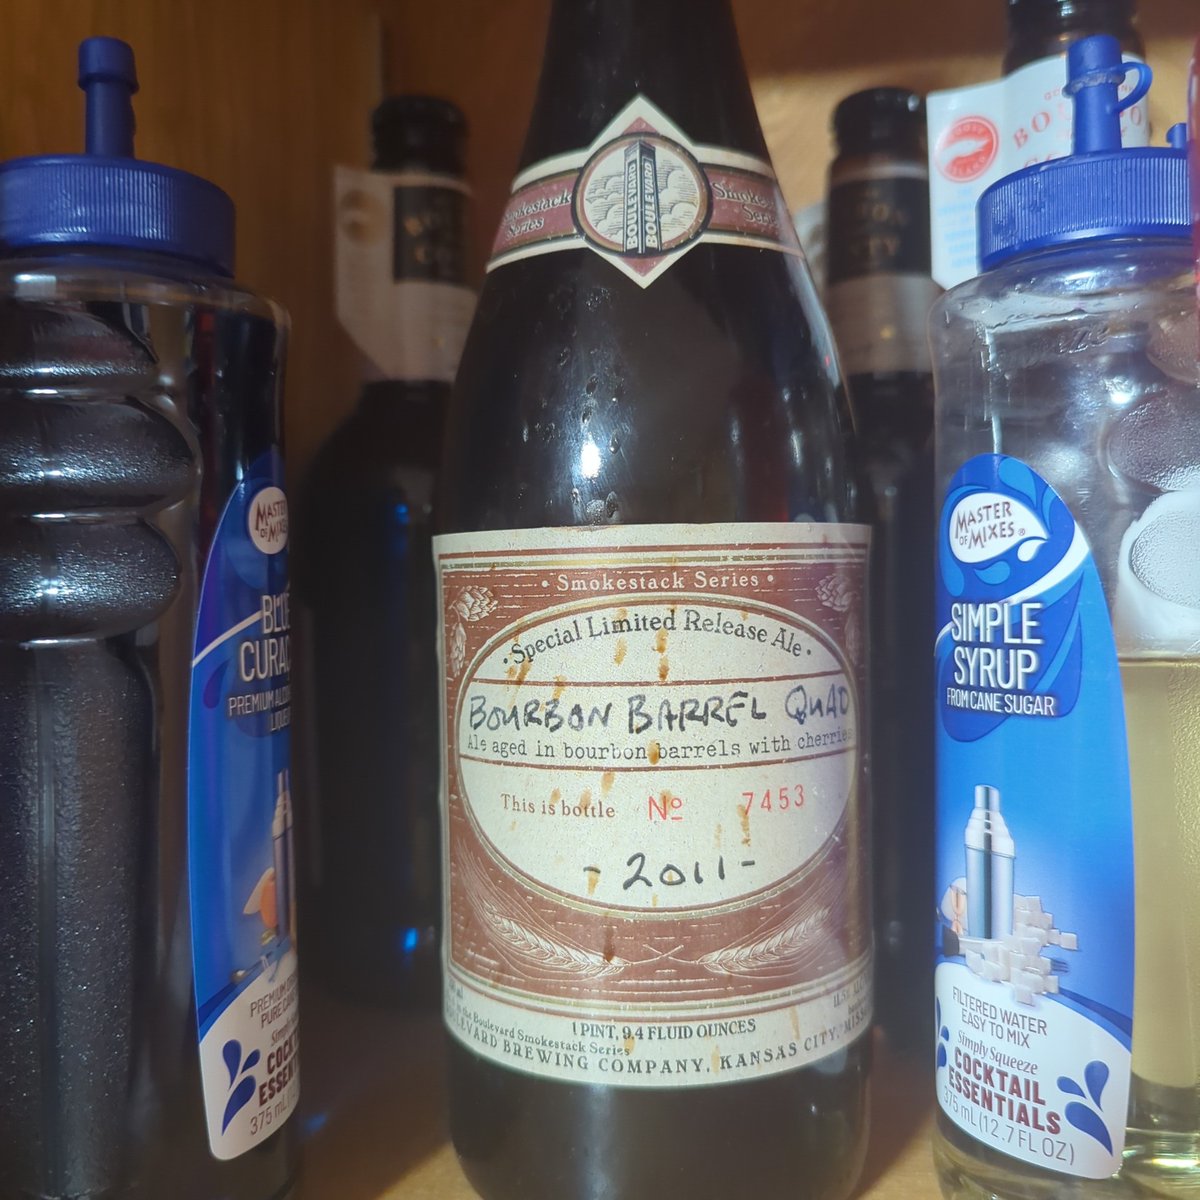 BOULEVARD
BOULEVARD
Smokestack
Series
Smokestack Series
Special Limited Release Ale
BOURBON BARREL QUAD
Ale aged in bourbon barrels with cherries
This is bottle Nº 7453
- 2011 -
1 PINT, 9.4 FLUID OUNCES
the Boulevard Smokestack Series
BOULEVARD BREWING COMPANY, KANSAS CITY,
MASTER
OF MIXES
BLUE
PREMIUM
COCKTAIL
375 mL
MASTER
OF MIXES®
SIMPLE
SYRUP
FROM CANE SUGAR
FILTERED WATER
EASY TO MIX
Simply Squeeze
COCKTAIL
ESSENTIALS
375 mL (12.7 FL OZ)